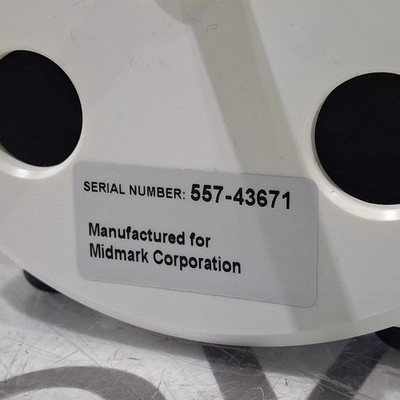 SERIAL NUMBER: 557-43671
Manufactured for
Midmark Corporation